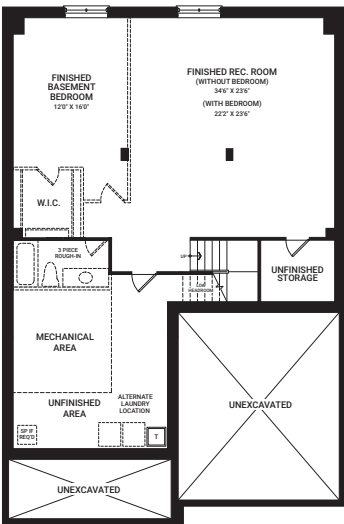 FINISHED
BASEMENT
BEDROOM
12'0" X 16'0"
FINISHED REC. ROOM
(WITHOUT BEDROOM)
34'6" X 23'6"
(WITH BEDROOM)
22'2" X 23'6"
W.I.C.
3 PIECE
ROUGH-IN
UP
LOW
HEADROOM
UNFINISHED
STORAGE
MECHANICAL
AREA
UNFINISHED
AREA
ALTERNATE
LAUNDRY
LOCATION
SP IF
REQ'D
T
UNEXCAVATED
UNEXCAVATED